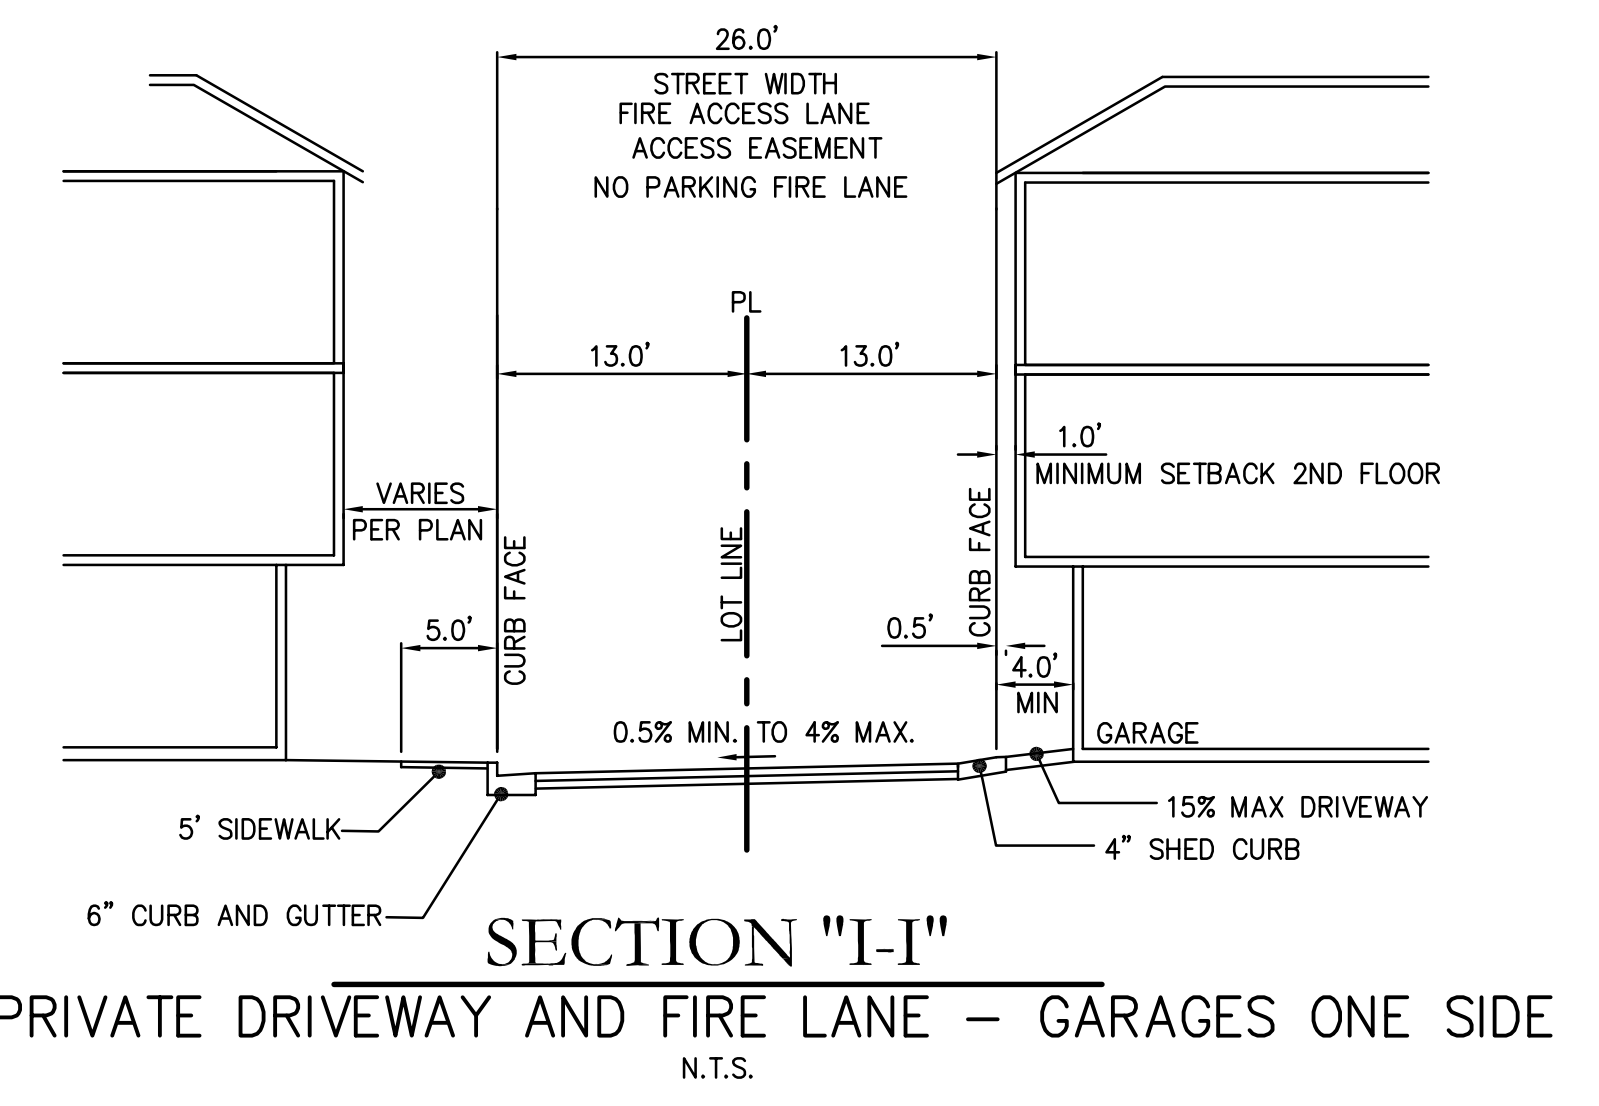 26.0'
STREET WIDTH
FIRE ACCESS LANE
ACCESS EASEMENT
NO PARKING FIRE LANE
PL
13.0'
13.0'
1.0'
MINIMUM SETBACK 2ND FLOOR
VARIES
PER PLAN
CURB FACE
LOT LINE
CURB FACE
5.0'
0.5'
4.0'
MIN
0.5% MIN. TO 4% MAX.
GARAGE
15% MAX DRIVEWAY
5' SIDEWALK
4" SHED CURB
6" CURB AND GUTTER
SECTION "I-I"
PRIVATE DRIVEWAY AND FIRE LANE – GARAGES ONE SIDE
N.T.S.